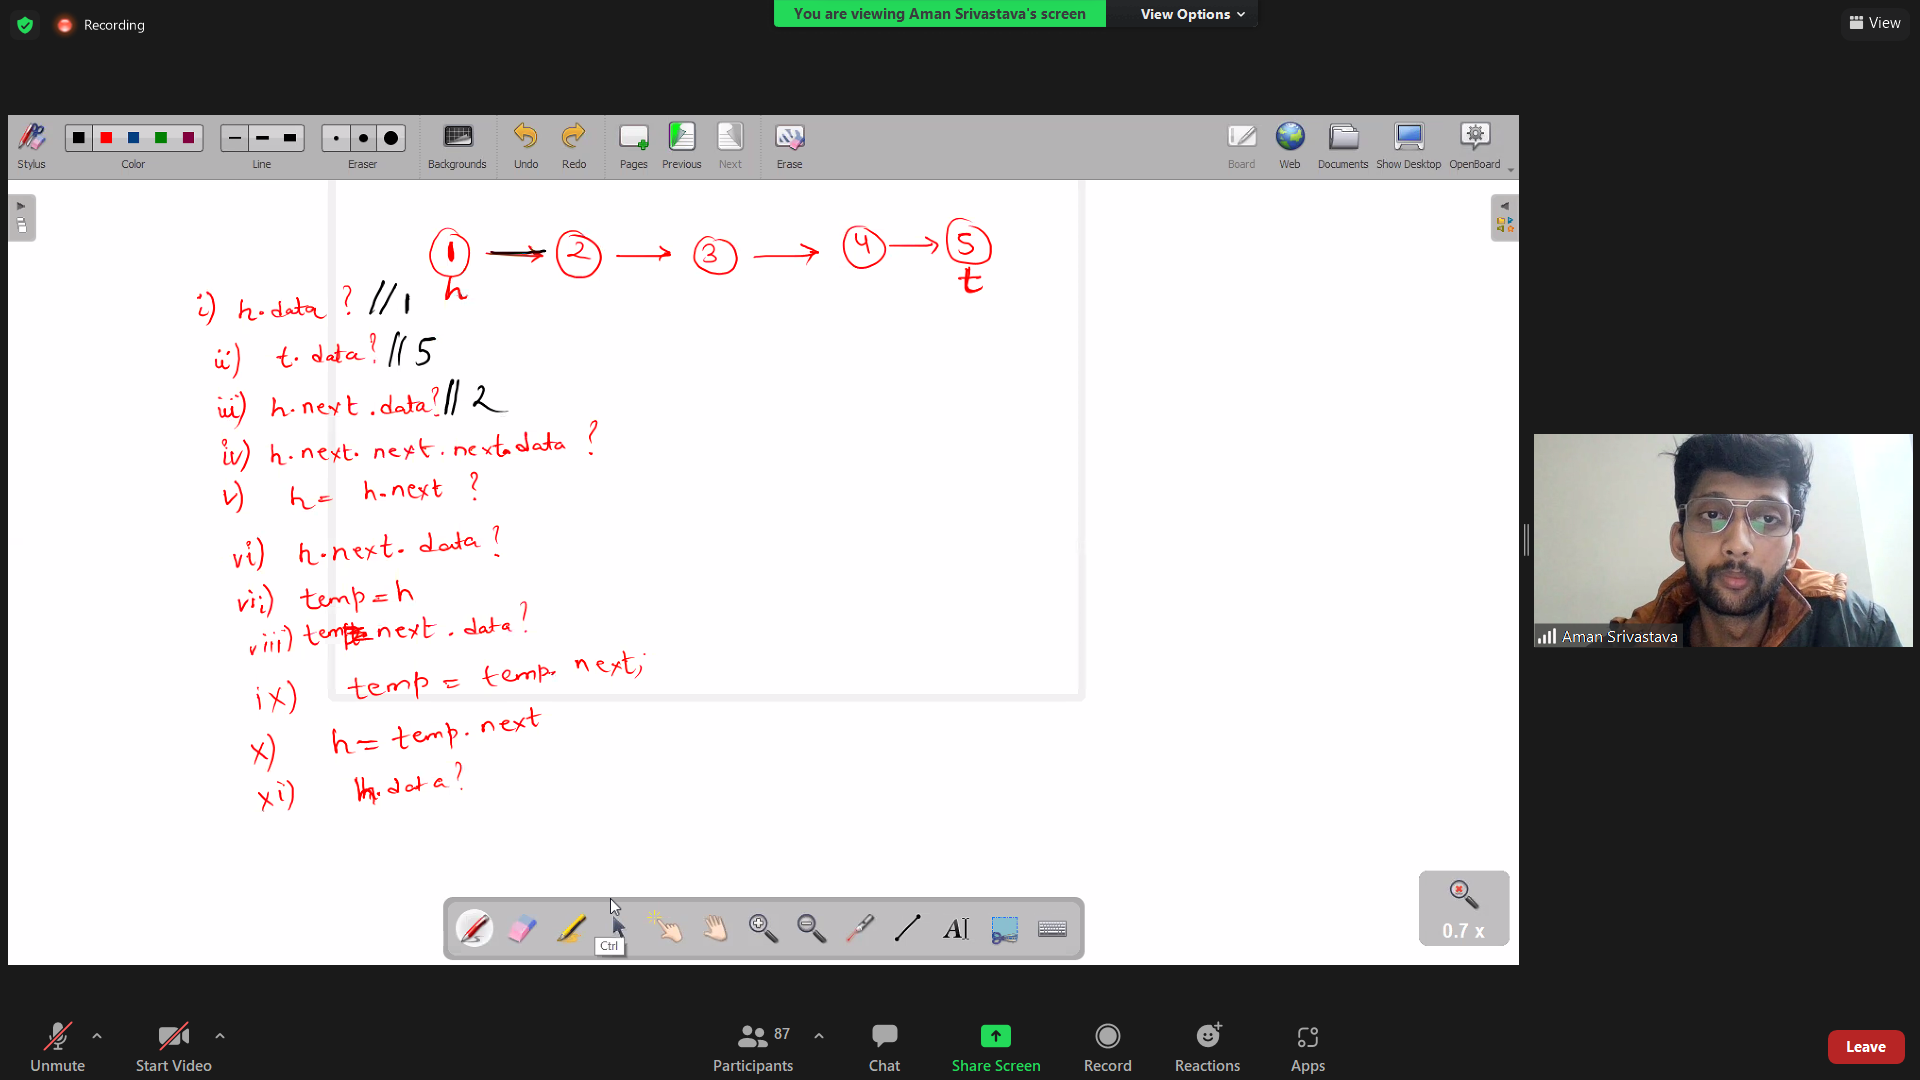 Recording
You are viewing Aman Srivastava's screen
View Options
View
Stylus
Color
Line
Eraser
Backgrounds
Undo
Redo
Pages
Previous
Next
Erase
Board
Web
Documents
Show Desktop
OpenBoard
1 → 2 → 3 → 4 → 5
h
t
i) h.data ? //1
ii) t.data? // 5
iii) h.next.data? // 2
iv) h.next.next.next.data ?
v) h = h.next ?
vi) h.next.data?
vii) temp = h
viii) next.data?
ix) temp = temp.next;
x) h = temp.next
xi) h.data?
Aman Srivastava
Ctrl
0.7 x
Unmute
Start Video
87
Participants
Chat
Share Screen
Record
Reactions
Apps
Leave